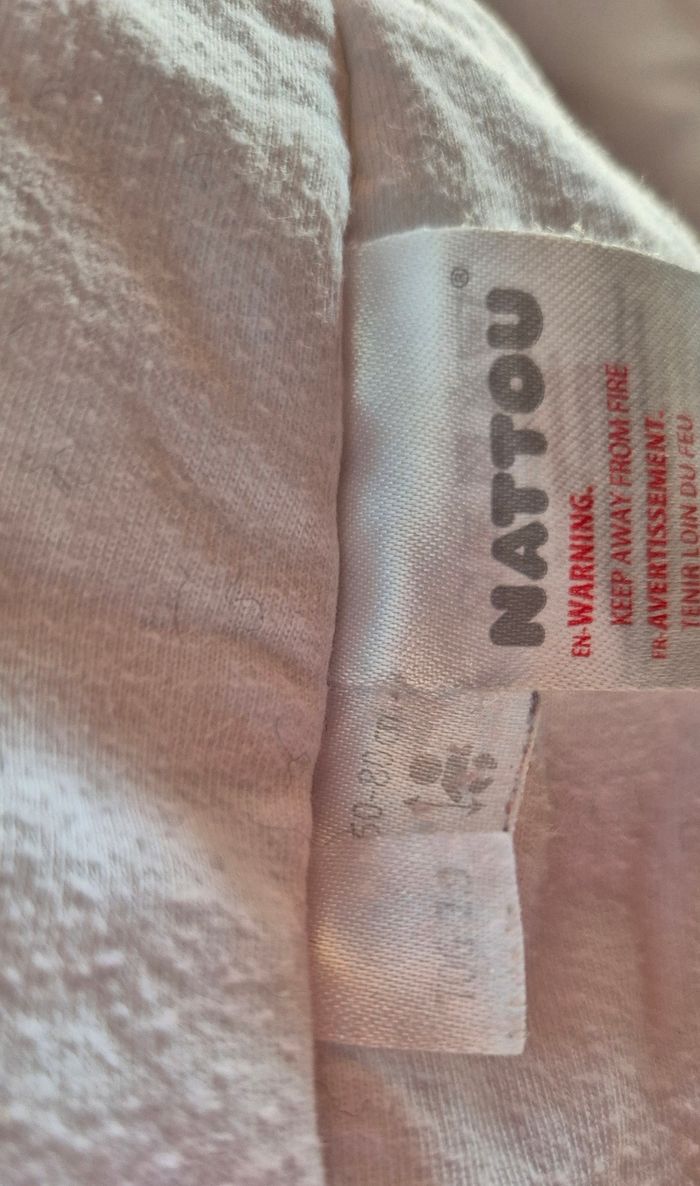 NATTOU®
EN-WARNING.
KEEP AWAY FROM FIRE
FR-AVERTISSEMENT.
TENIR LOIN DU FEU